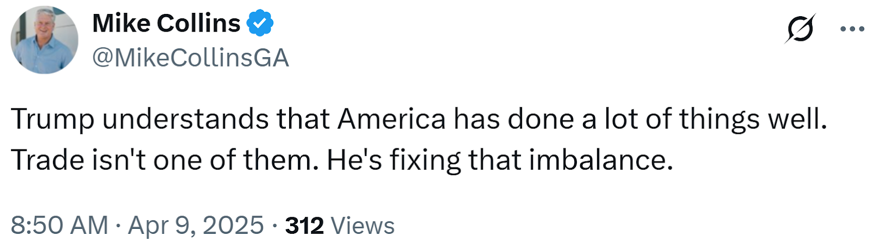 Mike Collins
@MikeCollinsGA
Trump understands that America has done a lot of things well.
Trade isn't one of them. He's fixing that imbalance.
8:50 AM · Apr 9, 2025 · 312 Views